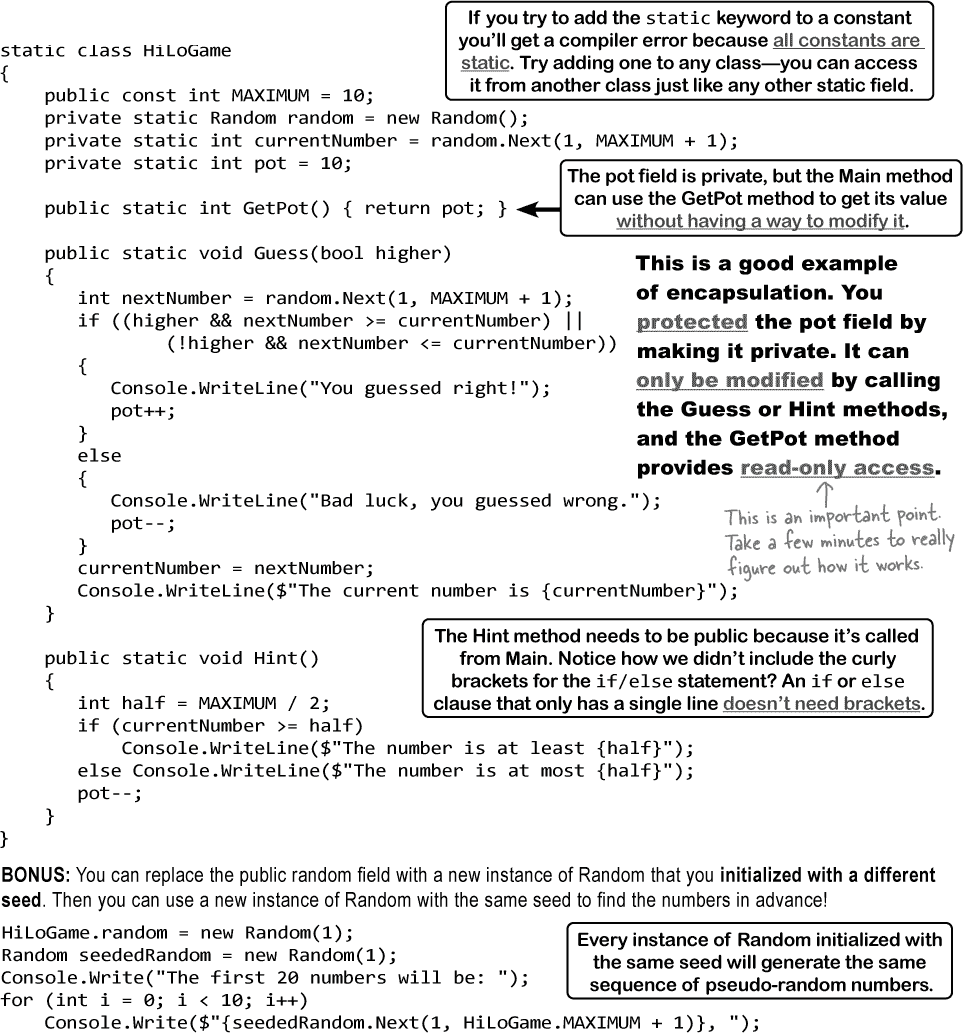 If you try to add the static keyword to a constant
you'll get a compiler error because all constants are
static. Try adding one to any class—you can access
it from another class just like any other static field.
static class HiLoGame
{
public const int MAXIMUM = 10;
private static Random random = new Random();
private static int currentNumber = random.Next(1, MAXIMUM + 1);
private static int pot = 10;
The pot field is private, but the Main method
can use the GetPot method to get its value
without having a way to modify it.
public static int GetPot() { return pot; }
public static void Guess(bool higher)
{
int nextNumber = random.Next(1, MAXIMUM + 1);
if ((higher && nextNumber >= currentNumber) ||
(!higher && nextNumber <= currentNumber))
{
Console.WriteLine("You guessed right!");
pot++;
}
else
{
Console.WriteLine("Bad luck, you guessed wrong.");
pot--;
}
currentNumber = nextNumber;
Console.WriteLine($"The current number is {currentNumber}");
}
This is a good example
of encapsulation. You
protected the pot field by
making it private. It can
only be modified by calling
the Guess or Hint methods,
and the GetPot method
provides read-only access.
This is an important point.
Take a few minutes to really
figure out how it works.
The Hint method needs to be public because it's called
from Main. Notice how we didn't include the curly
brackets for the if/else statement? An if or else
clause that only has a single line doesn't need brackets.
public static void Hint()
{
int half = MAXIMUM / 2;
if (currentNumber >= half)
Console.WriteLine($"The number is at least {half}");
else Console.WriteLine($"The number is at most {half}");
pot--;
}
}
BONUS: You can replace the public random field with a new instance of Random that you initialized with a different
seed. Then you can use a new instance of Random with the same seed to find the numbers in advance!
HiLoGame.random = new Random(1);
Random seededRandom = new Random(1);
Console.Write("The first 20 numbers will be: ");
for (int i = 0; i < 10; i++)
Console.Write($"{seededRandom.Next(1, HiLoGame.MAXIMUM + 1)}, ");
Every instance of Random initialized with
the same seed will generate the same
sequence of pseudo-random numbers.